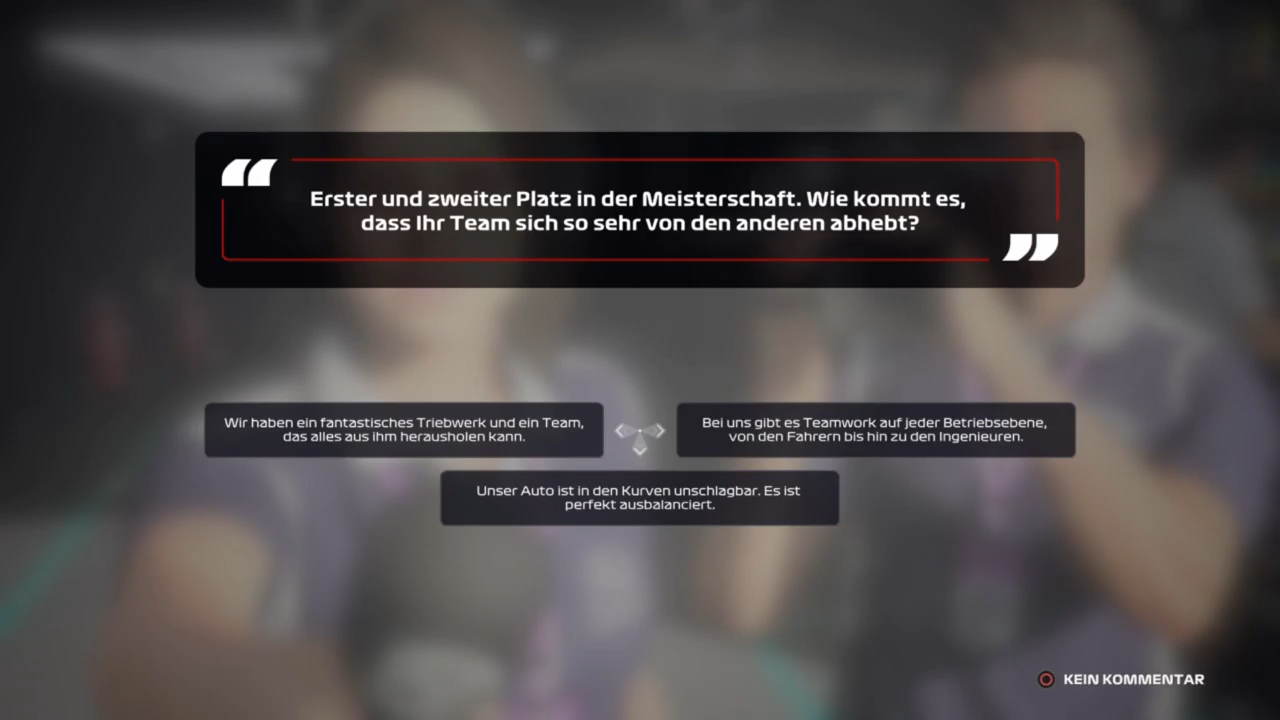 Erster und zweiter Platz in der Meisterschaft. Wie kommt es,
dass Ihr Team sich so sehr von den anderen abhebt?
Wir haben ein fantastisches Triebwerk und ein Team,
das alles aus ihm herausholen kann.
Bei uns gibt es Teamwork auf jeder Betriebsebene,
von den Fahrern bis hin zu den Ingenieuren.
Unser Auto ist in den Kurven unschlagbar. Es ist
perfekt ausbalanciert.
KEIN KOMMENTAR